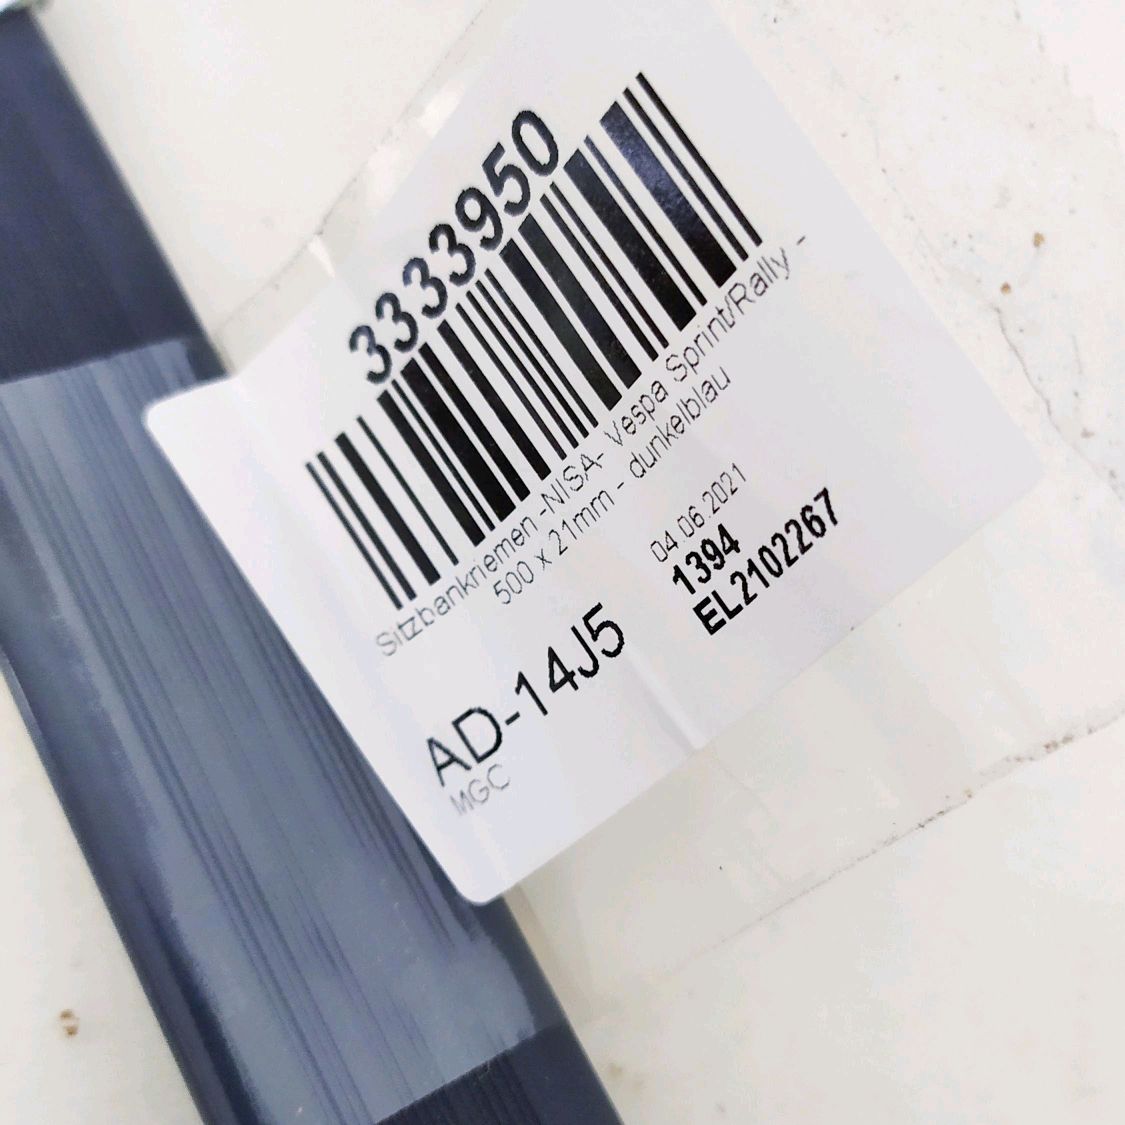 3333950
Sitzbankriemen -NISA- Vespa Sprint/Rally -
500 x 21mm - dunkelblau
04.06.2021
1394
EL2102267
AD-14J5
MGC